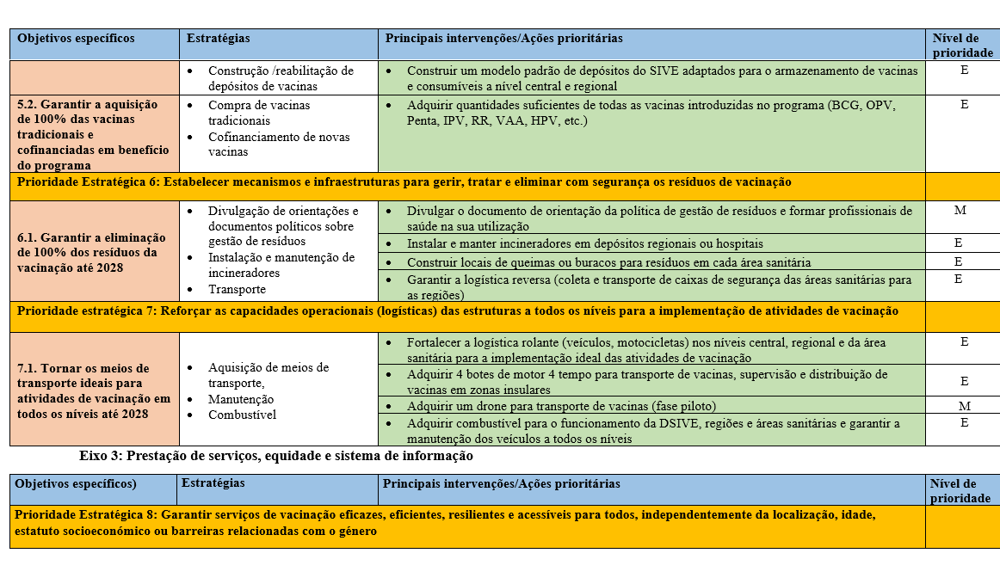 Objetivos específicos
Estratégias
Principais intervenções/Ações prioritárias
Nível de
prioridade
• Construção /reabilitação de
depósitos de vacinas
• Construir um modelo padrão de depósitos do SIVE adaptados para o armazenamento de vacinas
e consumíveis a nível central e regional
E
5.2. Garantir a aquisição
de 100% das vacinas
tradicionais e
cofinanciadas em benefício
do programa
• Compra de vacinas
tradicionais
• Cofinanciamento de novas
vacinas
• Adquirir quantidades suficientes de todas as vacinas introduzidas no programa (BCG, OPV,
Penta, IPV, RR, VAA, HPV, etc.)
E
Prioridade Estratégica 6: Estabelecer mecanismos e infraestruturas para gerir, tratar e eliminar com segurança os resíduos de vacinação
6.1. Garantir a eliminação
de 100% dos resíduos da
vacinação até 2028
• Divulgação de orientações e
documentos políticos sobre
gestão de resíduos
• Instalação e manutenção de
incineradores
• Transporte
• Divulgar o documento de orientação da política de gestão de resíduos e formar profissionais de
saúde na sua utilização
M
• Instalar e manter incineradores em depósitos regionais ou hospitais
E
• Construir locais de queimas ou buracos para resíduos em cada área sanitária
E
• Garantir a logística reversa (coleta e transporte de caixas de segurança das áreas sanitárias para
as regiões)
E
Prioridade estratégica 7: Reforçar as capacidades operacionais (logísticas) das estruturas a todos os níveis para a implementação de atividades de vacinação
7.1. Tornar os meios de
transporte ideais para
atividades de vacinação em
todos os níveis até 2028
• Aquisição de meios de
transporte,
• Manutenção
• Combustível
• Fortalecer a logística rolante (veículos, motocicletas) nos níveis central, regional e da área
sanitária para a implementação ideal das atividades de vacinação
E
• Adquirir 4 botes de motor 4 tempo para transporte de vacinas, supervisão e distribuição de
vacinas em zonas insulares
E
• Adquirir um drone para transporte de vacinas (fase piloto)
M
• Adquirir combustível para o funcionamento da DSIVE, regiões e áreas sanitárias e garantir a
manutenção dos veículos a todos os níveis
E
Eixo 3: Prestação de serviços, equidade e sistema de informação
Objetivos específicos)
Estratégias
Principais intervenções/Ações prioritárias
Nível de
prioridade
Prioridade Estratégica 8: Garantir serviços de vacinação eficazes, eficientes, resilientes e acessíveis para todos, independentemente da localização, idade,
estatuto socioeconómico ou barreiras relacionadas com o género